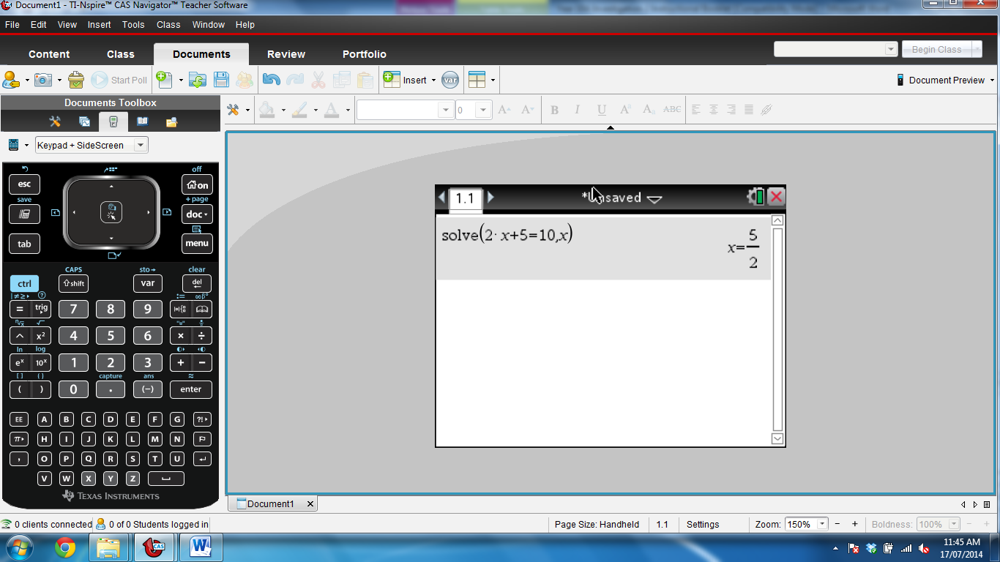 Document1 - TI-Nspire™ CAS Navigator™ Teacher Software
File Edit View Insert Tools Class Window Help
Content Class Documents Review Portfolio
Begin Class
Start Poll
Insert
var
Document Preview
Documents Toolbox
0
B I U A A ABC
Keypad + SideScreen
off
esc
on
save
+ page
doc
tab
menu
CAPS sto→ clear
ctrl
⇧shift
var
del
|≠≥▸ ? := ∞β°
= trig 7 8 9
ⁿ√x √ "□"
^ x² 4 5 6 × ÷
ln log
eˣ 10ˣ 1 2 3 + −
[ ] { } capture ans ≈
( ) 0 . (−) enter
EE A B C D E F G ?!▸
π▸ H I J K L M N
, O P Q R S T U
V W X Y Z
TEXAS INSTRUMENTS
1.1
*Unsaved
solve(2· x+5=10,x)
x=5/2
Document1
0 clients connected
0 of 0 Students logged in
Page Size: Handheld
1.1
Settings
Zoom: 150% − +
Boldness: 100% − +
CAS
11:45 AM
17/07/2014